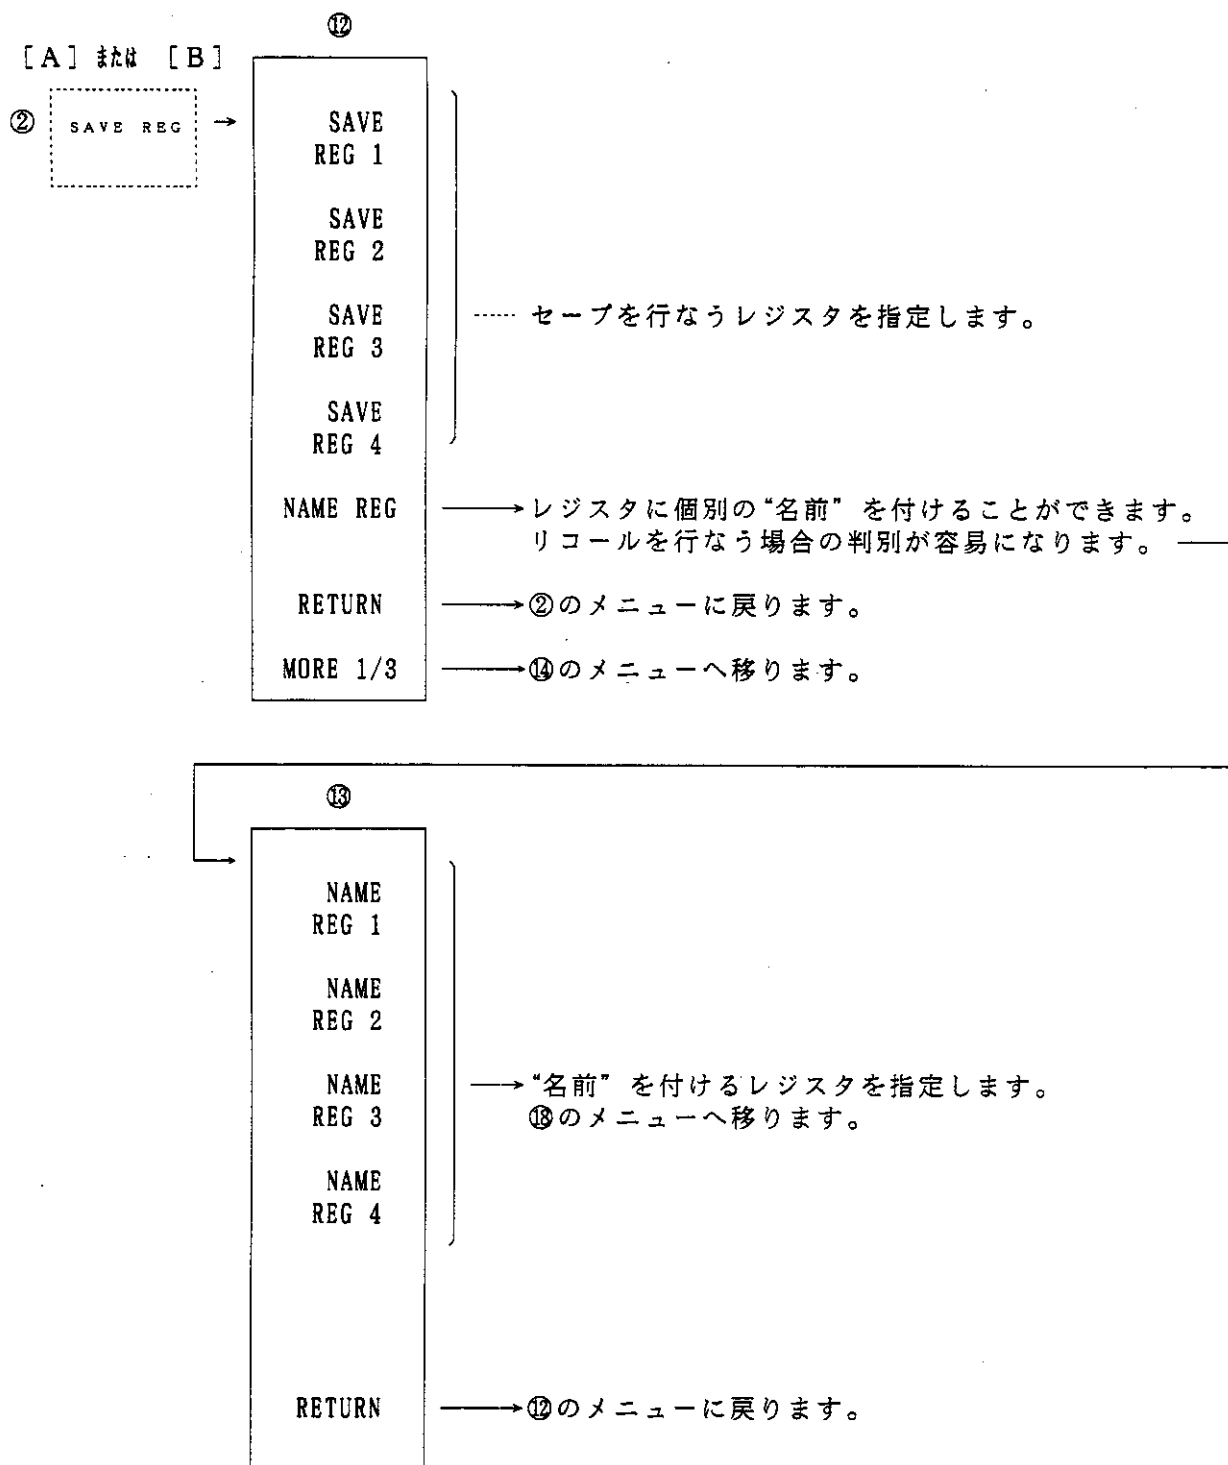 ⑫
[A] または [B]
② SAVE REG →
SAVE
REG 1
SAVE
REG 2
SAVE
REG 3
セーブを行なうレジスタを指定します。
SAVE
REG 4
NAME REG
レジスタに個別の“名前”を付けることができます。
リコールを行なう場合の判別が容易になります。
RETURN
②のメニューに戻ります。
MORE 1/3
⑭のメニューへ移ります。
⑬
NAME
REG 1
NAME
REG 2
NAME
REG 3
“名前”を付けるレジスタを指定します。
⑱のメニューへ移ります。
NAME
REG 4
RETURN
⑫のメニューに戻ります。